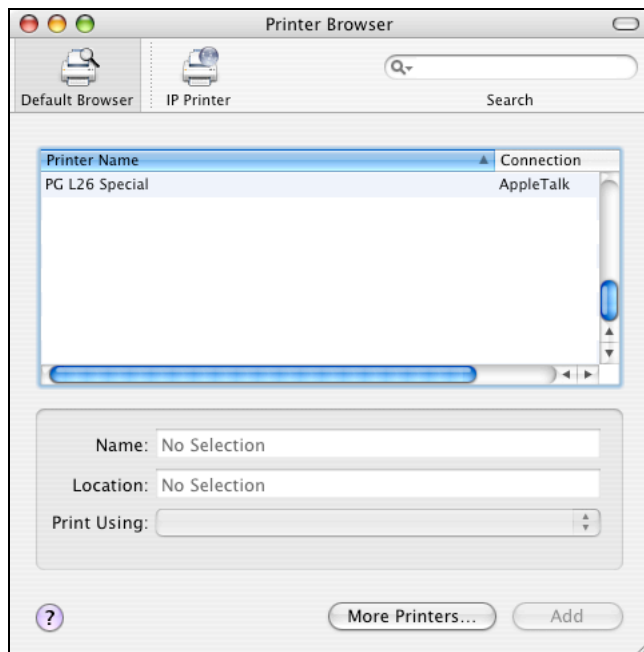 Printer Browser
Default Browser
IP Printer
Search
Printer Name
Connection
PG L26 Special
AppleTalk
Name: No Selection
Location: No Selection
Print Using:
?
More Printers...
Add